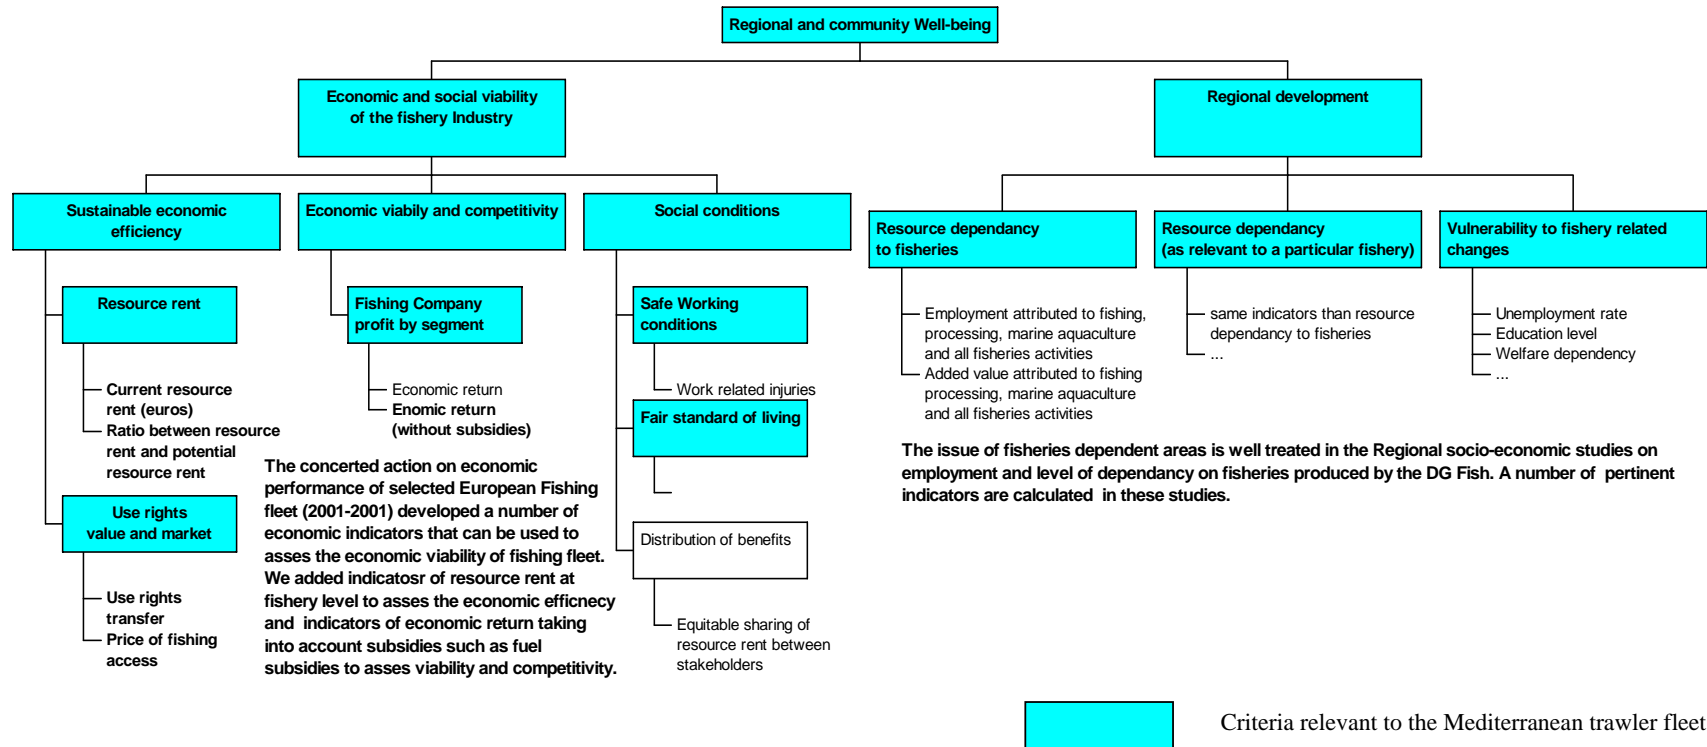 Regional and community Well-being
Economic and social viability
of the fishery Industry
Regional development
Sustainable economic
efficiency
Economic viabily and competitivity
Social conditions
Resource dependancy
to fisheries
Resource dependancy
(as relevant to a particular fishery)
Vulnerability to fishery related
changes
Resource rent
Current resource
rent (euros)
Ratio between resource
rent and potential
resource rent
Use rights
value and market
Use rights
transfer
Price of fishing
access
Fishing Company
profit by segment
Economic return
Enomic return
(without subsidies)
The concerted action on economic
performance of selected European Fishing
fleet (2001-2001) developed a number of
economic indicators that can be used to
asses the economic viability of fishing fleet.
We added indicatosr of resource rent at
fishery level to asses the economic efficnecy
and indicators of economic return taking
into account subsidies such as fuel
subsidies to asses viability and competitivity.
Safe Working
conditions
Work related injuries
Fair standard of living
Distribution of benefits
Equitable sharing of
resource rent between
stakeholders
Employment attributed to fishing,
processing, marine aquaculture
and all fisheries activities
Added value attributed to fishing
processing, marine aquaculture
and all fisheries activities
same indicators than resource
dependancy to fisheries
...
Unemployment rate
Education level
Welfare dependency
...
The issue of fisheries dependent areas is well treated in the Regional socio-economic studies on
employment and level of dependancy on fisheries produced by the DG Fish. A number of pertinent
indicators are calculated in these studies.
Criteria relevant to the Mediterranean trawler fleet